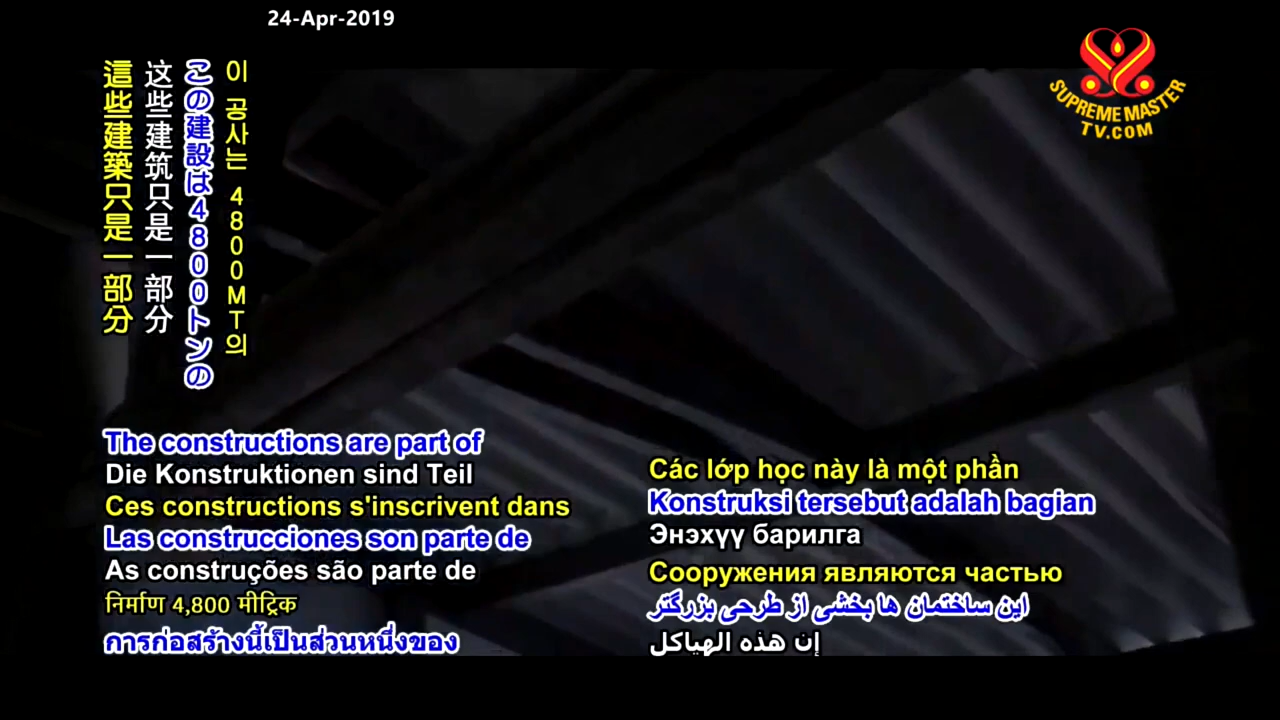 24-Apr-2019
SUPREME MASTER
TV.COM
이 공사는 4800MT의
この建設は4800トンの
这些建筑只是一部分
這些建築只是一部分
The constructions are part of
Die Konstruktionen sind Teil
Ces constructions s'inscrivent dans
Las construcciones son parte de
As construções são parte de
निर्माण 4,800 मीट्रिक
การก่อสร้างนี้เป็นส่วนหนึ่งของ
Các lớp học này là một phần
Konstruksi tersebut adalah bagian
Энэхүү барилга
Сооружения являются частью
این ساختمان ها بخشی از طرحی بزرگتر
إن هذه الهياكل